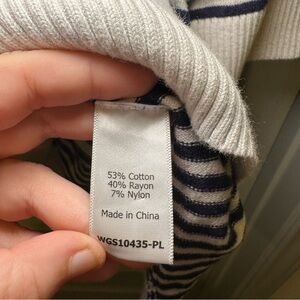 53% Cotton
40% Rayon
7% Nylon
Made in China
WGS10435-PL